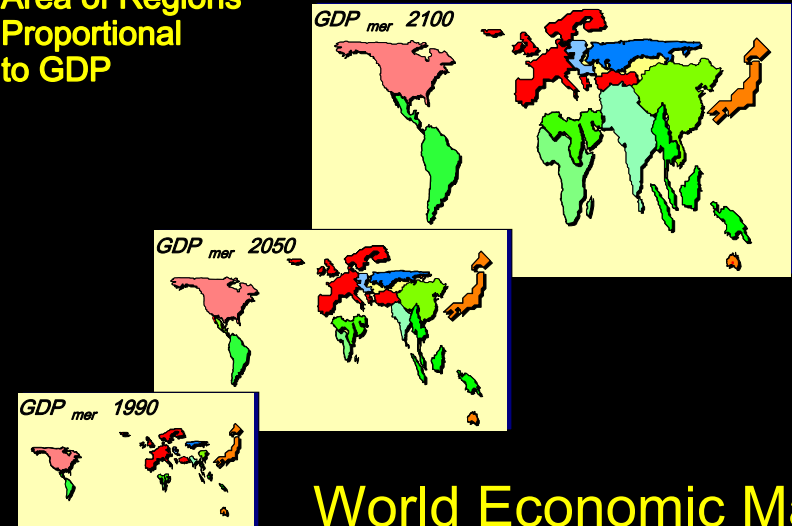 Area of Regions
Proportional
to GDP
GDP mer 2100
GDP mer 2050
GDP mer 1990
World Economic Ma